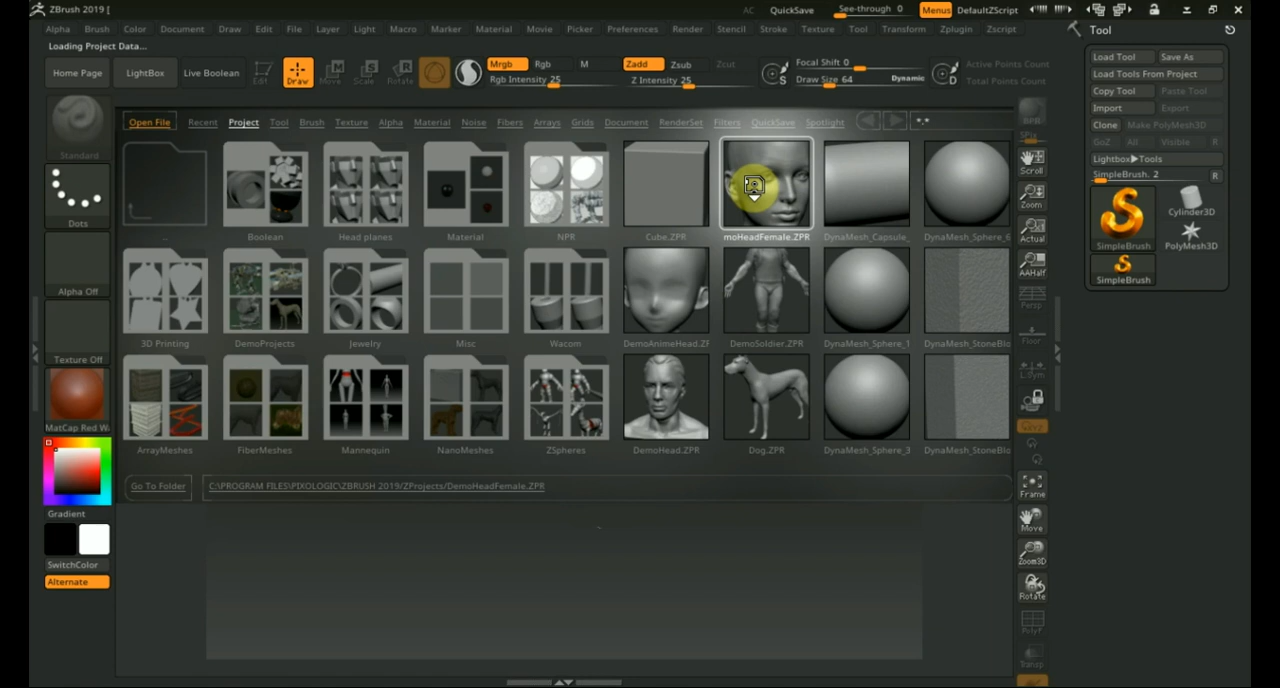 ZBrush 2019 [
AC QuickSave See-through 0 Menus DefaultZScript
Alpha Brush Color Document Draw Edit File Layer Light Macro Marker Material Movie Picker Preferences Render Stencil Stroke Texture Tool Transform Zplugin Zscript
Tool
Loading Project Data...
Home Page LightBox Live Boolean Edit Draw Move Scale Rotate
Mrgb Rgb M Zadd Zsub Zcut
Rgb Intensity 25 Z Intensity 25
Focal Shift 0 Active Points Count
Draw Size 64 Dynamic Total Points Count
S D
Load Tool Save As
Load Tools From Project
Copy Tool Paste Tool
Import Export
Clone Make PolyMesh3D
GoZ All Visible R
Lightbox▶Tools
SimpleBrush. 2 R
SimpleBrush
Cylinder3D
PolyMesh3D
SimpleBrush
Open File Recent Project Tool Brush Texture Alpha Material Noise Fibers Arrays Grids Document RenderSet Filters QuickSave Spotlight *.*
.. Boolean Head planes Material NPR Cube.ZPR moHeadFemale.ZPR DynaMesh_Capsule_ DynaMesh_Sphere_6
3D Printing DemoProjects Jewelry Misc Wacom DemoAnimeHead.ZF DemoSoldier.ZPR DynaMesh_Sphere_1 DynaMesh_StoneBlo
ArrayMeshes FiberMeshes Mannequin NanoMeshes ZSpheres DemoHead.ZPR Dog.ZPR DynaMesh_Sphere_3 DynaMesh_StoneBlo
Go To Folder C:\PROGRAM FILES\PIXOLOGIC\ZBRUSH 2019/ZProjects/DemoHeadFemale.ZPR
Standard
Dots
Alpha Off
Texture Off
MatCap Red Wa
Gradient
SwitchColor
Alternate
BPR
SPix
Scroll
Zoom
Actual
AAHalf
Persp
Floor
L.Sym
Frame
Move
Zoom3D
Rotate
PolyF
Transp